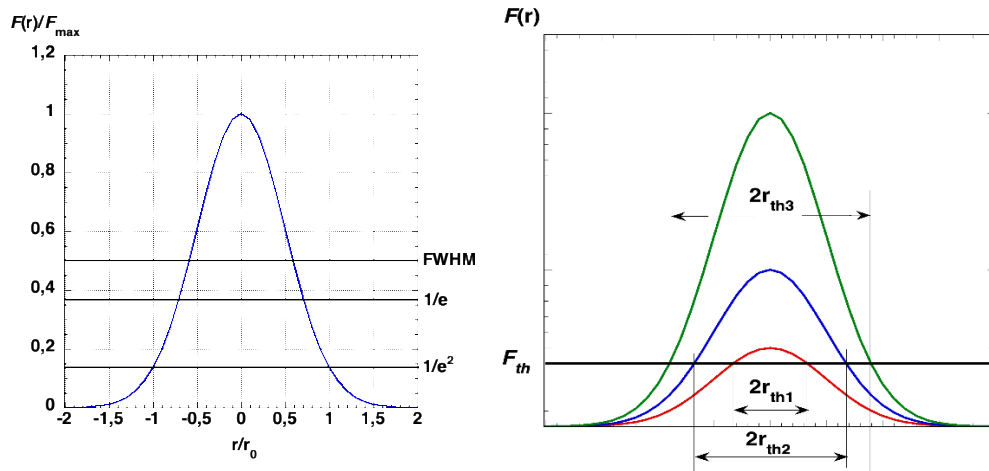 F(r)/Fmax
1,2
1
0,8
0,6
0,4
0,2
0
-2
-1,5
-1
-0,5
0
0,5
1
1,5
2
r/r0
FWHM
1/e
1/e²
F(r)
2rth3
Fth
2rth1
2rth2